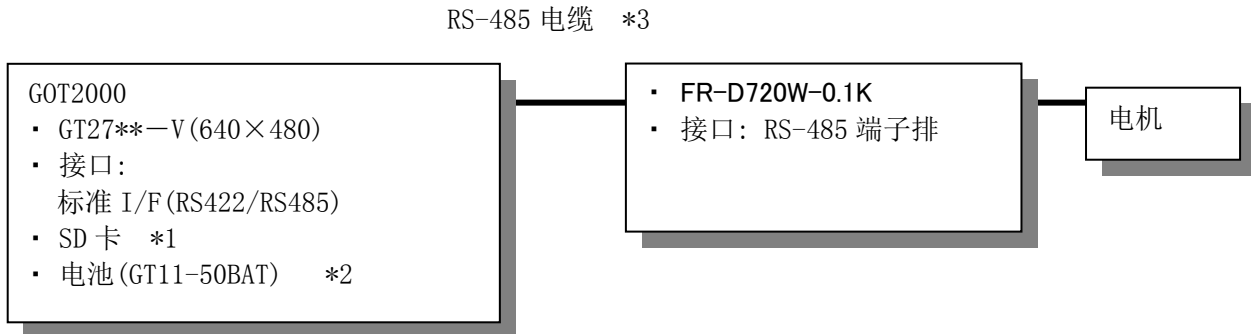 RS-485 电缆 *3
GOT2000
・ GT27**－V(640×480)
・ 接口:
标准 I/F(RS422/RS485)
・ SD 卡 *1
・ 电池(GT11-50BAT) *2
・ FR-D720W-0.1K
・ 接口: RS-485 端子排
电机